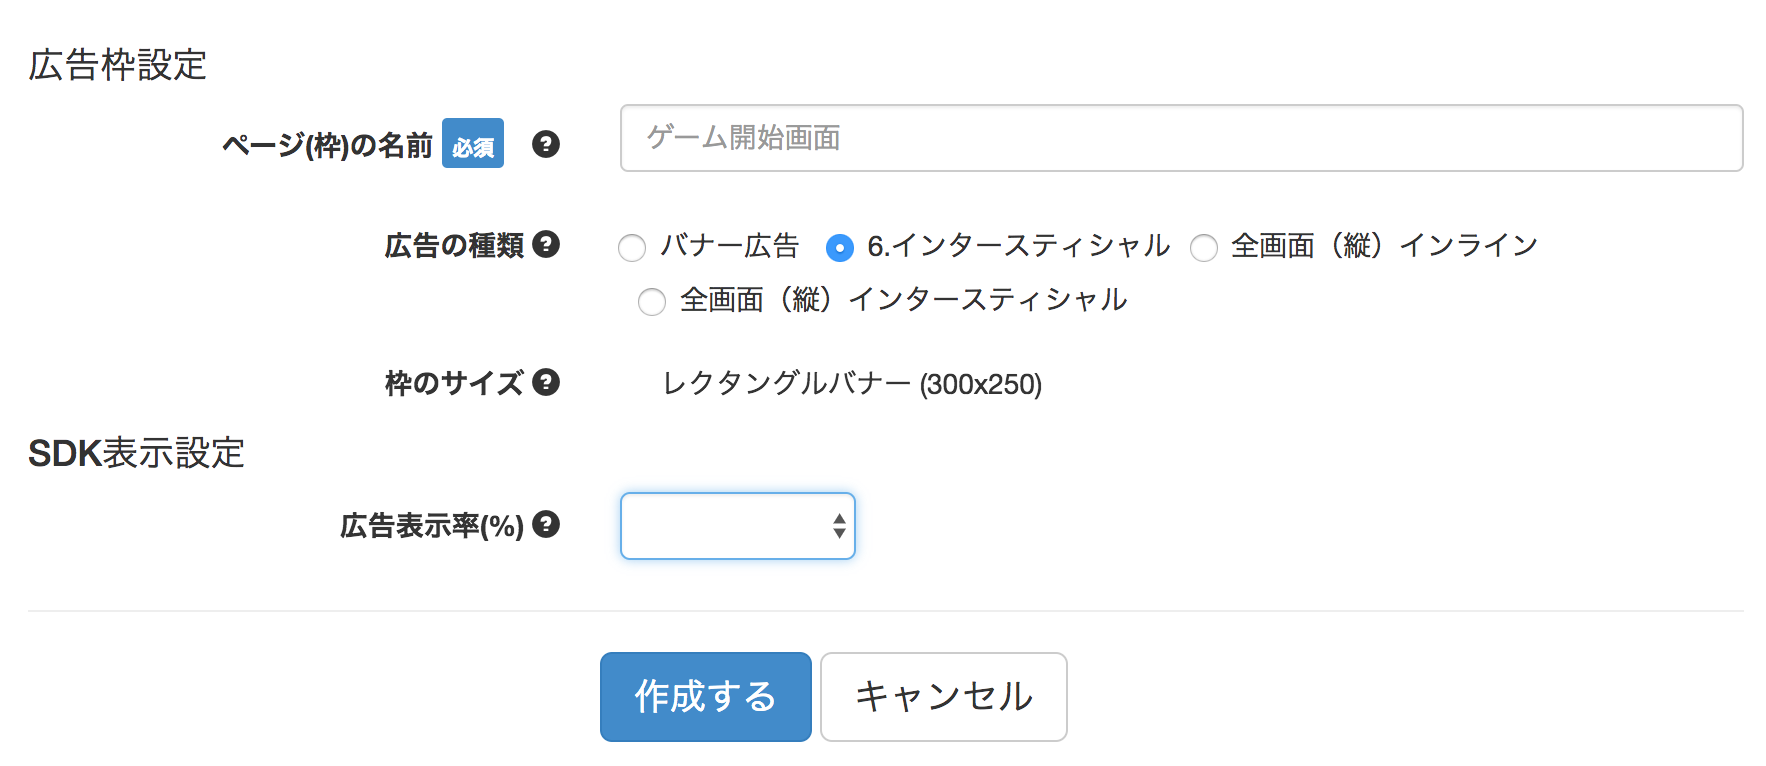 広告枠設定
ページ(枠)の名前 必須 ? ゲーム開始画面
広告の種類 ? バナー広告 6.インタースティシャル 全画面（縦）インライン
全画面（縦）インタースティシャル
枠のサイズ ? レクタングルバナー (300x250)
SDK表示設定
広告表示率(%) ?
作成する キャンセル